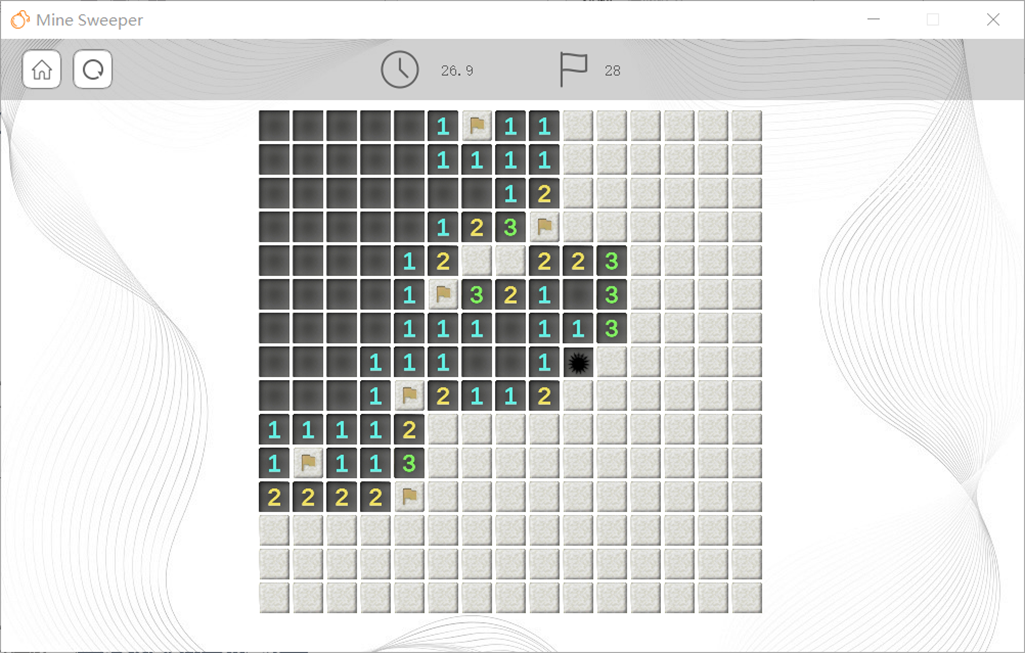 Mine Sweeper
26.9
28
1 1 1
1 1 1 1
1 2
1 2 3
1 2 2 2 3
1 3 2 1 3
1 1 1 1 1 3
1 1 1 1
1 2 1 1 2
1 1 1 1 2
1 1 1 3
2 2 2 2